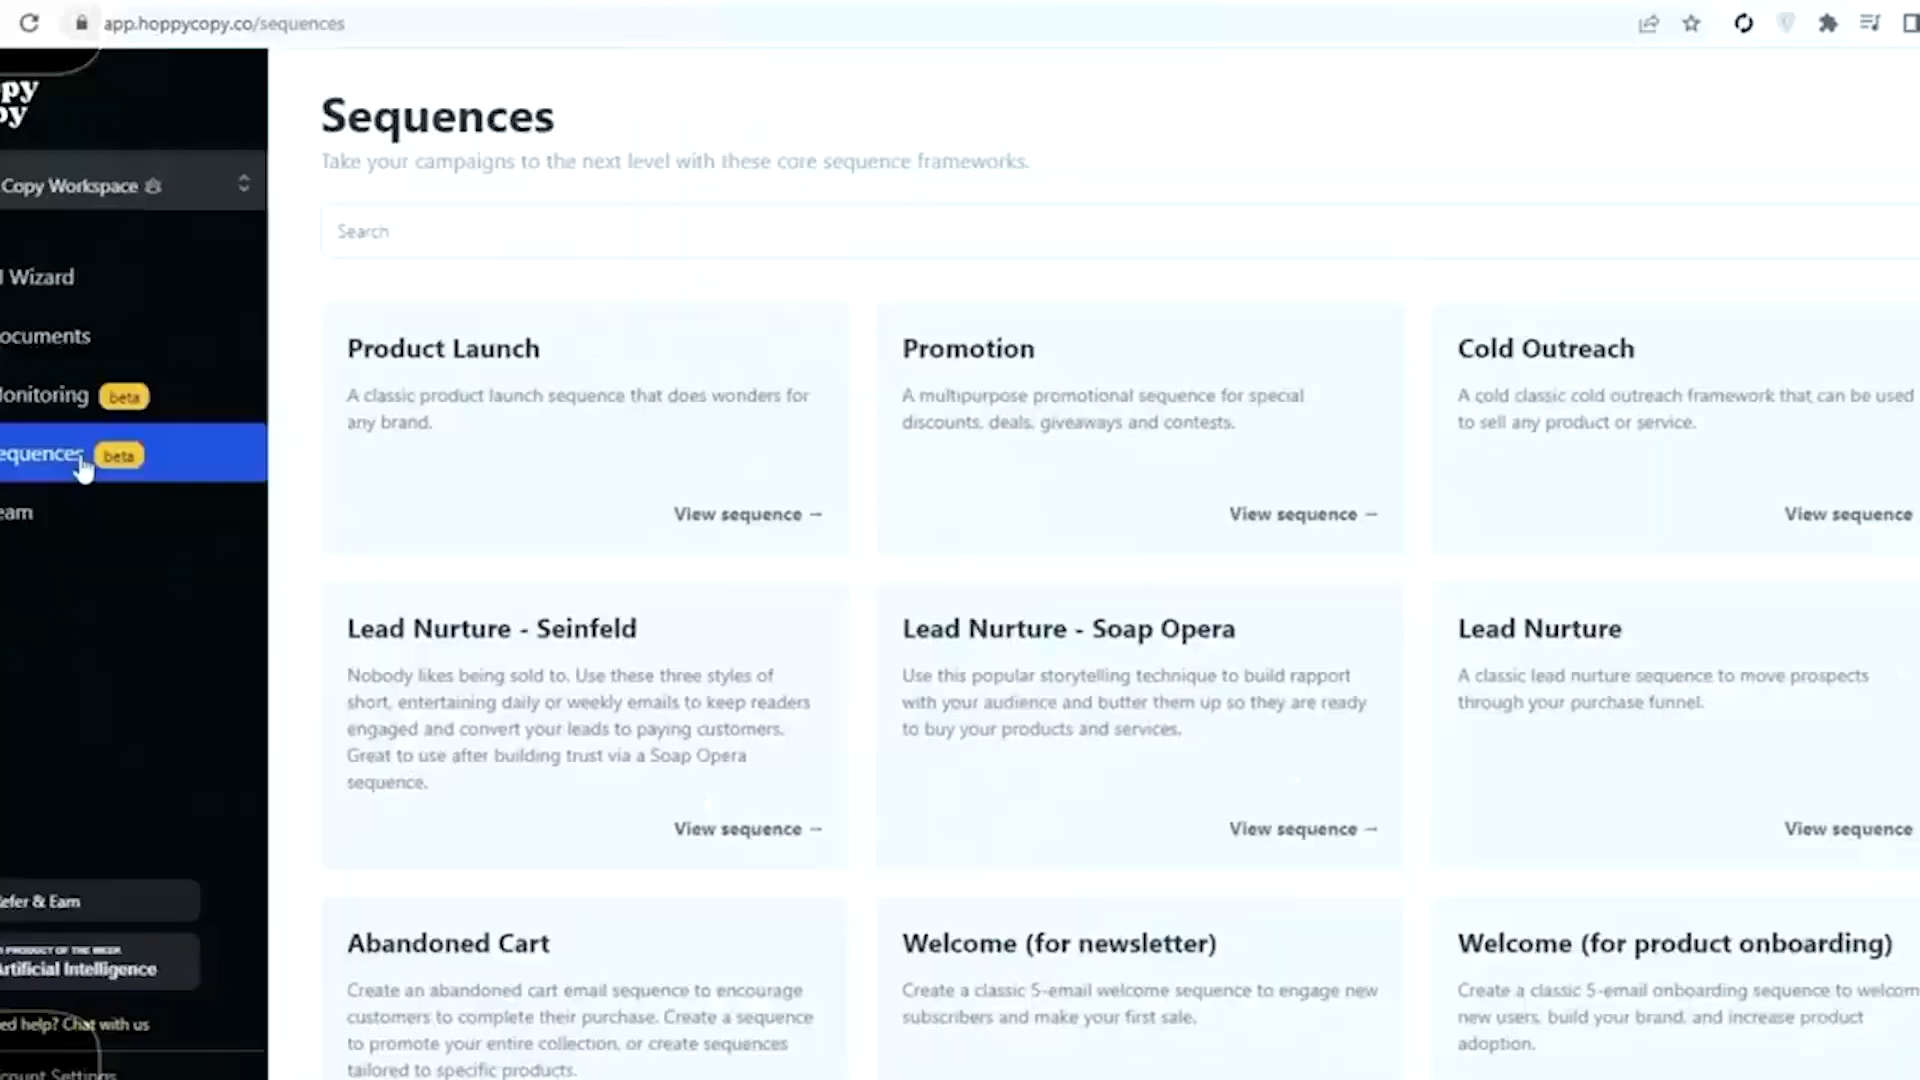 app.hoppycopy.co/sequences
py
py
Copy Workspace
Wizard
ocuments
onitoring beta
equences beta
eam
efer & Earn
PRODUCT OF THE WEEK
Artificial Intelligence
ed help? Chat with us
count Settings
Sequences
Take your campaigns to the next level with these core sequence frameworks.
Search
Product Launch
A classic product launch sequence that does wonders for
any brand.
View sequence →
Promotion
A multipurpose promotional sequence for special
discounts, deals, giveaways and contests.
View sequence →
Cold Outreach
A cold classic cold outreach framework that can be used
to sell any product or service.
View sequence
Lead Nurture - Seinfeld
Nobody likes being sold to. Use these three styles of
short, entertaining daily or weekly emails to keep readers
engaged and convert your leads to paying customers.
Great to use after building trust via a Soap Opera
sequence.
View sequence →
Lead Nurture - Soap Opera
Use this popular storytelling technique to build rapport
with your audience and butter them up so they are ready
to buy your products and services.
View sequence →
Lead Nurture
A classic lead nurture sequence to move prospects
through your purchase funnel.
View sequence
Abandoned Cart
Create an abandoned cart email sequence to encourage
customers to complete their purchase. Create a sequence
to promote your entire collection, or create sequences
tailored to specific products.
Welcome (for newsletter)
Create a classic 5-email welcome sequence to engage new
subscribers and make your first sale.
Welcome (for product onboarding)
Create a classic 5-email onboarding sequence to welcom
new users, build your brand, and increase product
adoption.